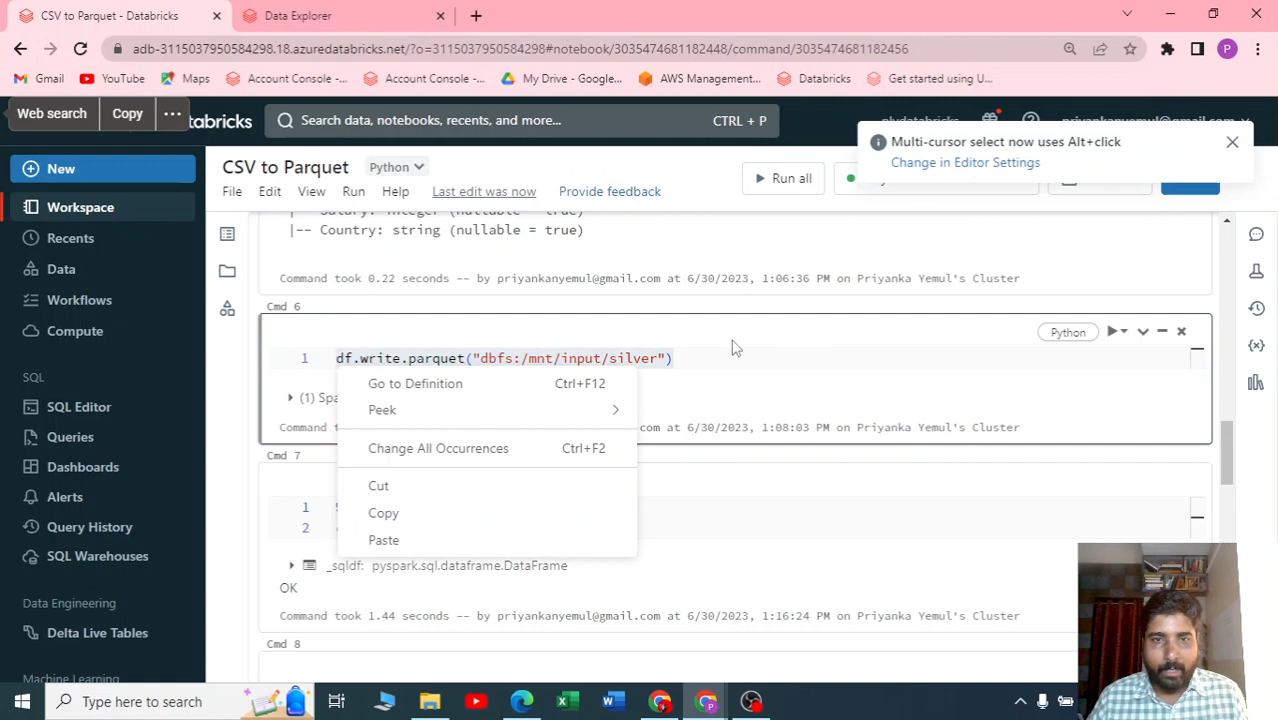 CSV to Parquet - Databricks
Data Explorer
adb-3115037950584298.18.azuredatabricks.net/?o=3115037950584298#notebook/3035474681182448/command/3035474681182456
P
Gmail
YouTube
Maps
Account Console -...
Account Console -...
My Drive - Google...
AWS Management...
Databricks
Get started using U...
Web search
Copy
...
Search data, notebooks, recents, and more...
CTRL + P
Multi-cursor select now uses Alt+click
Change in Editor Settings
New
Workspace
Recents
Data
Workflows
Compute
SQL
SQL Editor
Queries
Dashboards
Alerts
Query History
SQL Warehouses
Data Engineering
Delta Live Tables
Machine Learning
CSV to Parquet
Python
Run all
File
Edit
View
Run
Help
Last edit was now
Provide feedback
|-- Salary: integer (nullable = true)
|-- Country: string (nullable = true)
Command took 0.22 seconds -- by priyankanyemul@gmail.com at 6/30/2023, 1:06:36 PM on Priyanka Yemul's Cluster
Cmd 6
Python
1 df.write.parquet("dbfs:/mnt/input/silver")
(1) Spa
Command t
.com at 6/30/2023, 1:08:03 PM on Priyanka Yemul's Cluster
Go to Definition Ctrl+F12
Peek
Change All Occurrences Ctrl+F2
Cut
Copy
Paste
Cmd 7
1
2
_sqldf: pyspark.sql.dataframe.DataFrame
OK
Command took 1.44 seconds -- by priyankanyemul@gmail.com at 6/30/2023, 1:16:24 PM on Priyanka Yemul's Cluster
Cmd 8
Type here to search